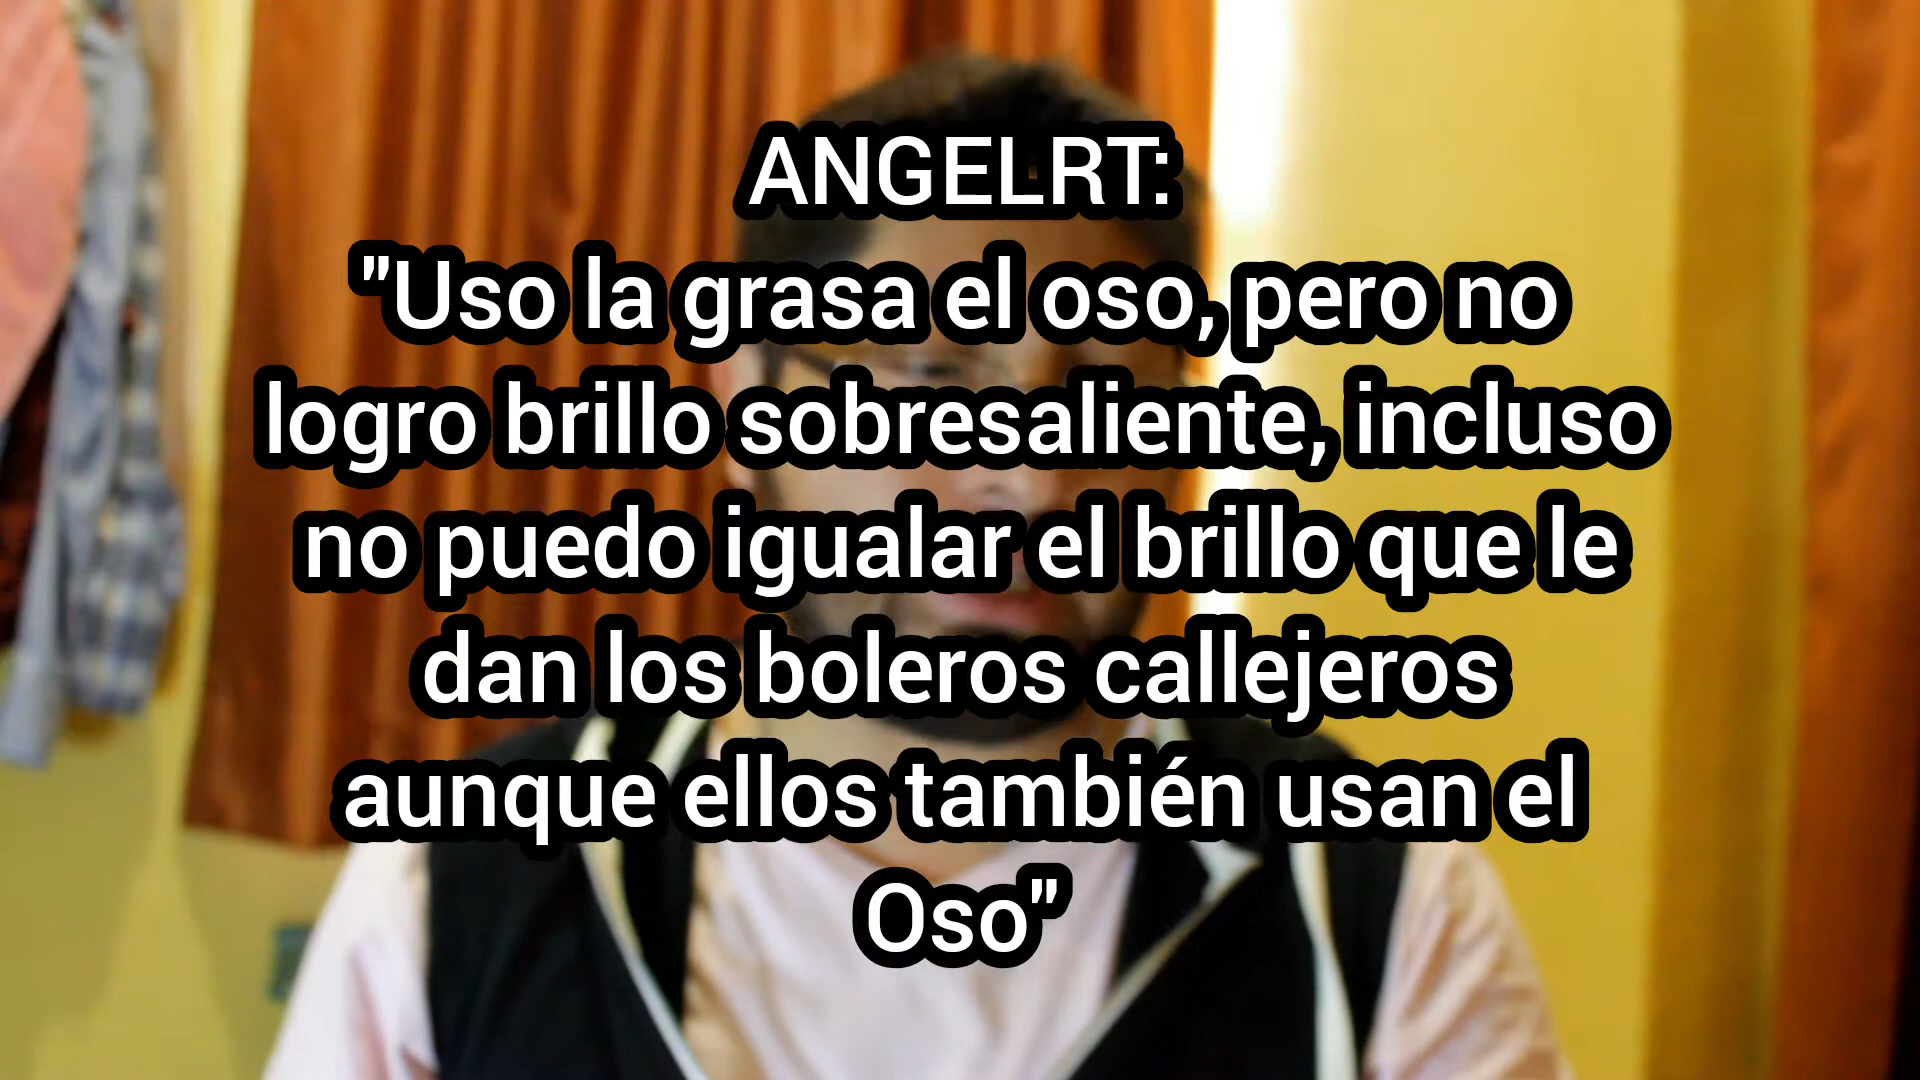 ANGELRT:
"Uso la grasa el oso, pero no
logro brillo sobresaliente, incluso
no puedo igualar el brillo que le
dan los boleros callejeros
aunque ellos también usan el
Oso"